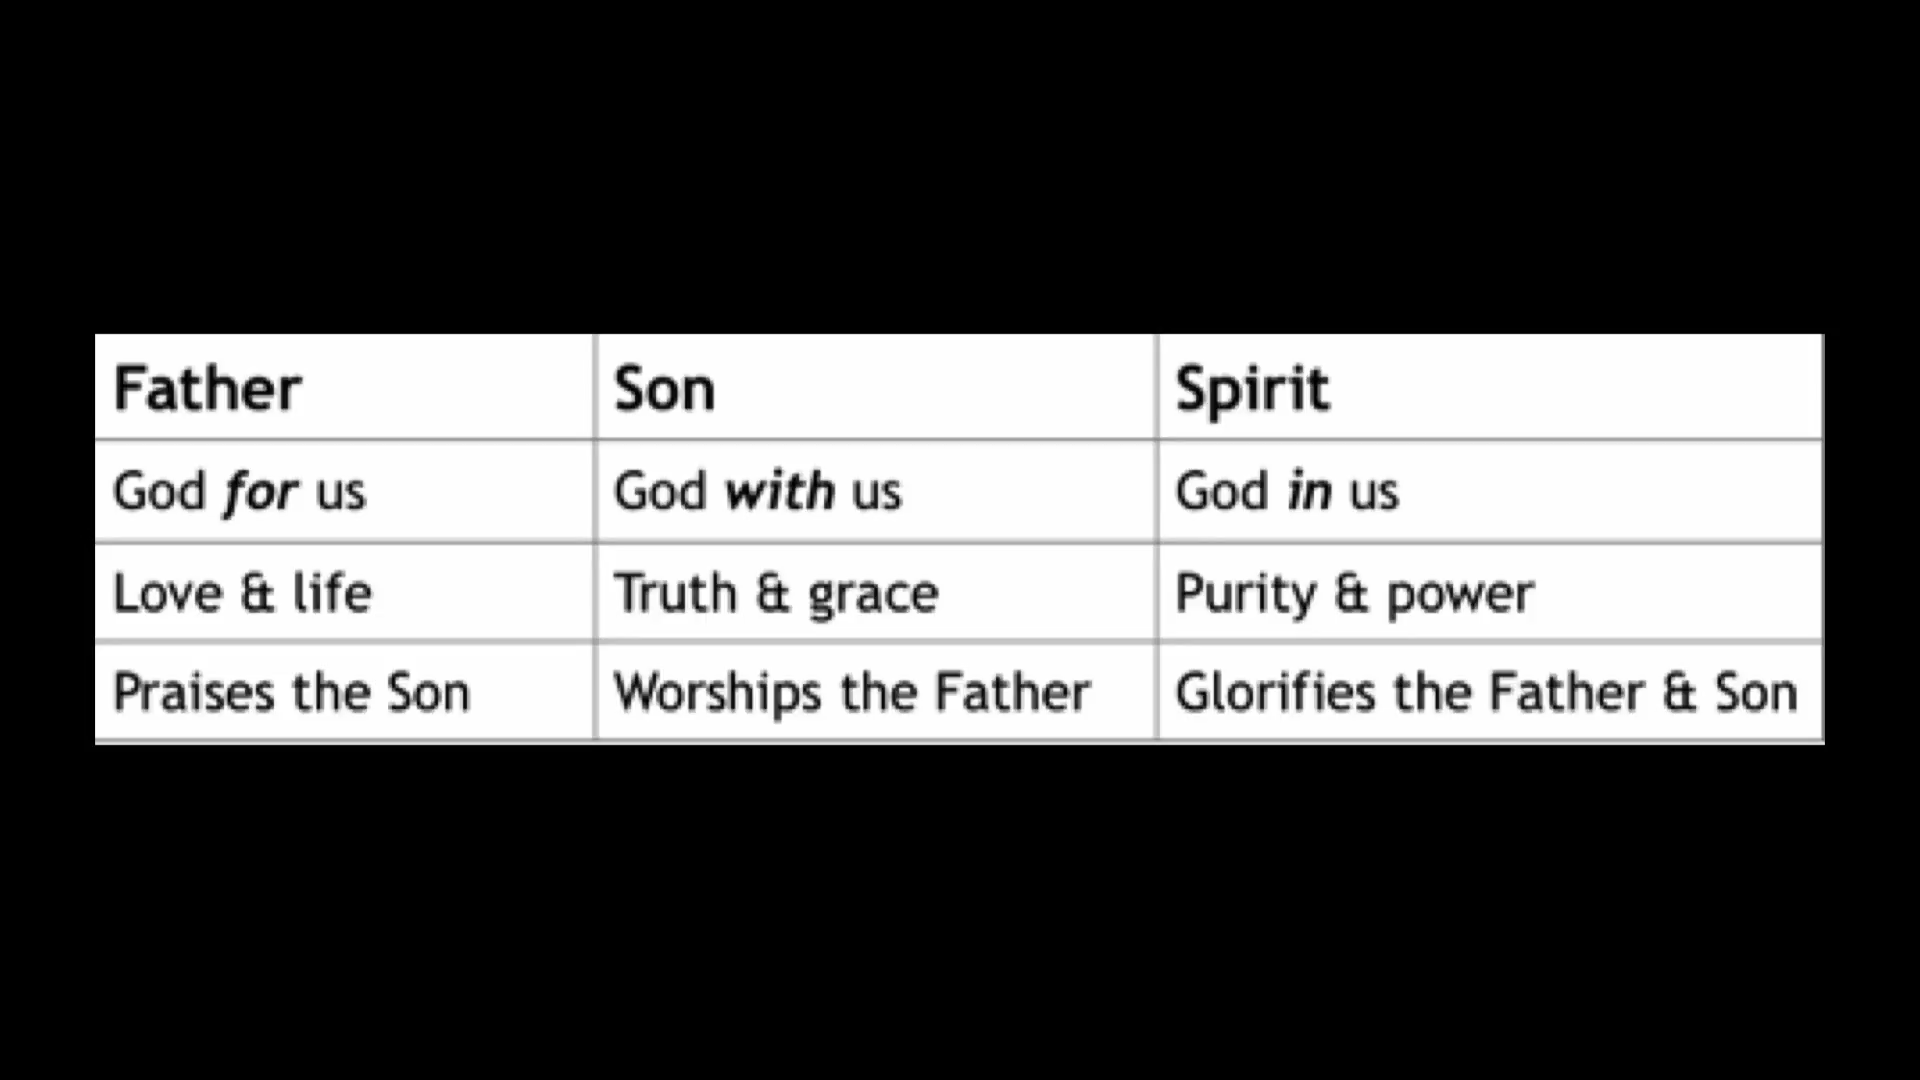 Father Son Spirit
God for us God with us God in us
Love & life Truth & grace Purity & power
Praises the Son Worships the Father Glorifies the Father & Son